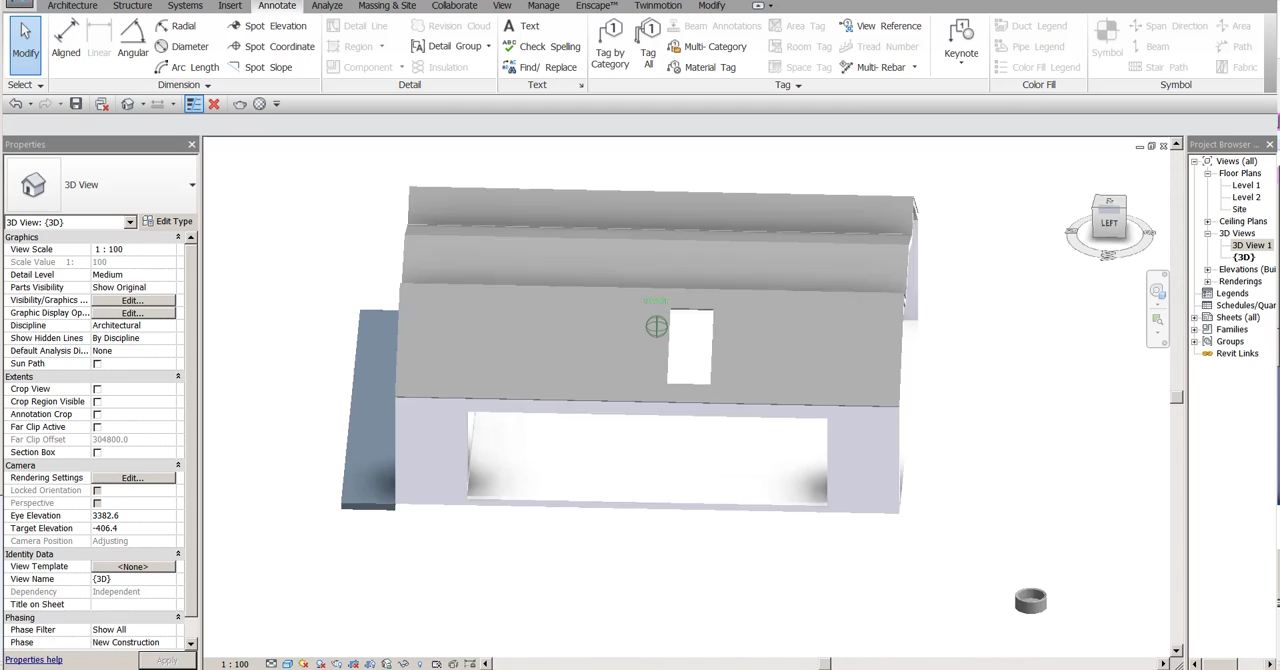 Architecture Structure Systems Insert Annotate Analyze Massing & Site Collaborate View Manage Enscape™ Twinmotion Modify
Modify
Select
Aligned
Linear
Angular
Radial
Diameter
Arc Length
Spot Elevation
Spot Coordinate
Spot Slope
Dimension
Detail Line
Region
Component
Revision Cloud
Detail Group
Insulation
Detail
Text
Check Spelling
Find/ Replace
Text
Tag by
Category
Tag
All
Beam Annotations
Multi- Category
Material Tag
Area Tag
Room Tag
Space Tag
View Reference
Tread Number
Multi- Rebar
Tag
Keynote
Duct Legend
Pipe Legend
Color Fill Legend
Color Fill
Symbol
Span Direction
Beam
Stair Path
Area
Path
Fabric
Symbol
Properties
3D View
3D View: {3D}
Edit Type
Graphics
View Scale 1 : 100
Scale Value 1: 100
Detail Level Medium
Parts Visibility Show Original
Visibility/Graphics ... Edit...
Graphic Display Op... Edit...
Discipline Architectural
Show Hidden Lines By Discipline
Default Analysis Di... None
Sun Path
Extents
Crop View
Crop Region Visible
Annotation Crop
Far Clip Active
Far Clip Offset 304800.0
Section Box
Camera
Rendering Settings Edit...
Locked Orientation
Perspective
Eye Elevation 3382.6
Target Elevation -406.4
Camera Position Adjusting
Identity Data
View Template <None>
View Name {3D}
Dependency Independent
Title on Sheet
Phasing
Phase Filter Show All
Phase New Construction
Properties help
Apply
LEFT
1 : 100
Project Browser ...
Views (all)
Floor Plans
Level 1
Level 2
Site
Ceiling Plans
3D Views
3D View 1
{3D}
Elevations (Bui
Renderings
Legends
Schedules/Quar
Sheets (all)
Families
Groups
Revit Links